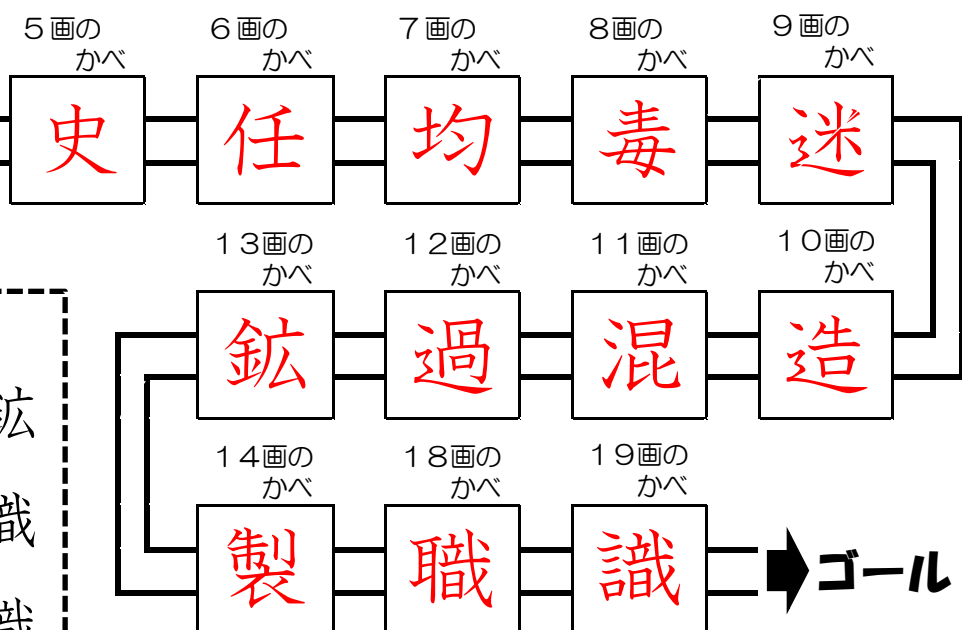 5画の
かべ
6画の
かべ
7画の
かべ
8画の
かべ
9画の
かべ
史
任
均
毒
迷
13画の
かべ
12画の
かべ
11画の
かべ
10画の
かべ
鉱
過
混
造
14画の
かべ
18画の
かべ
19画の
かべ
製
職
識
ゴール